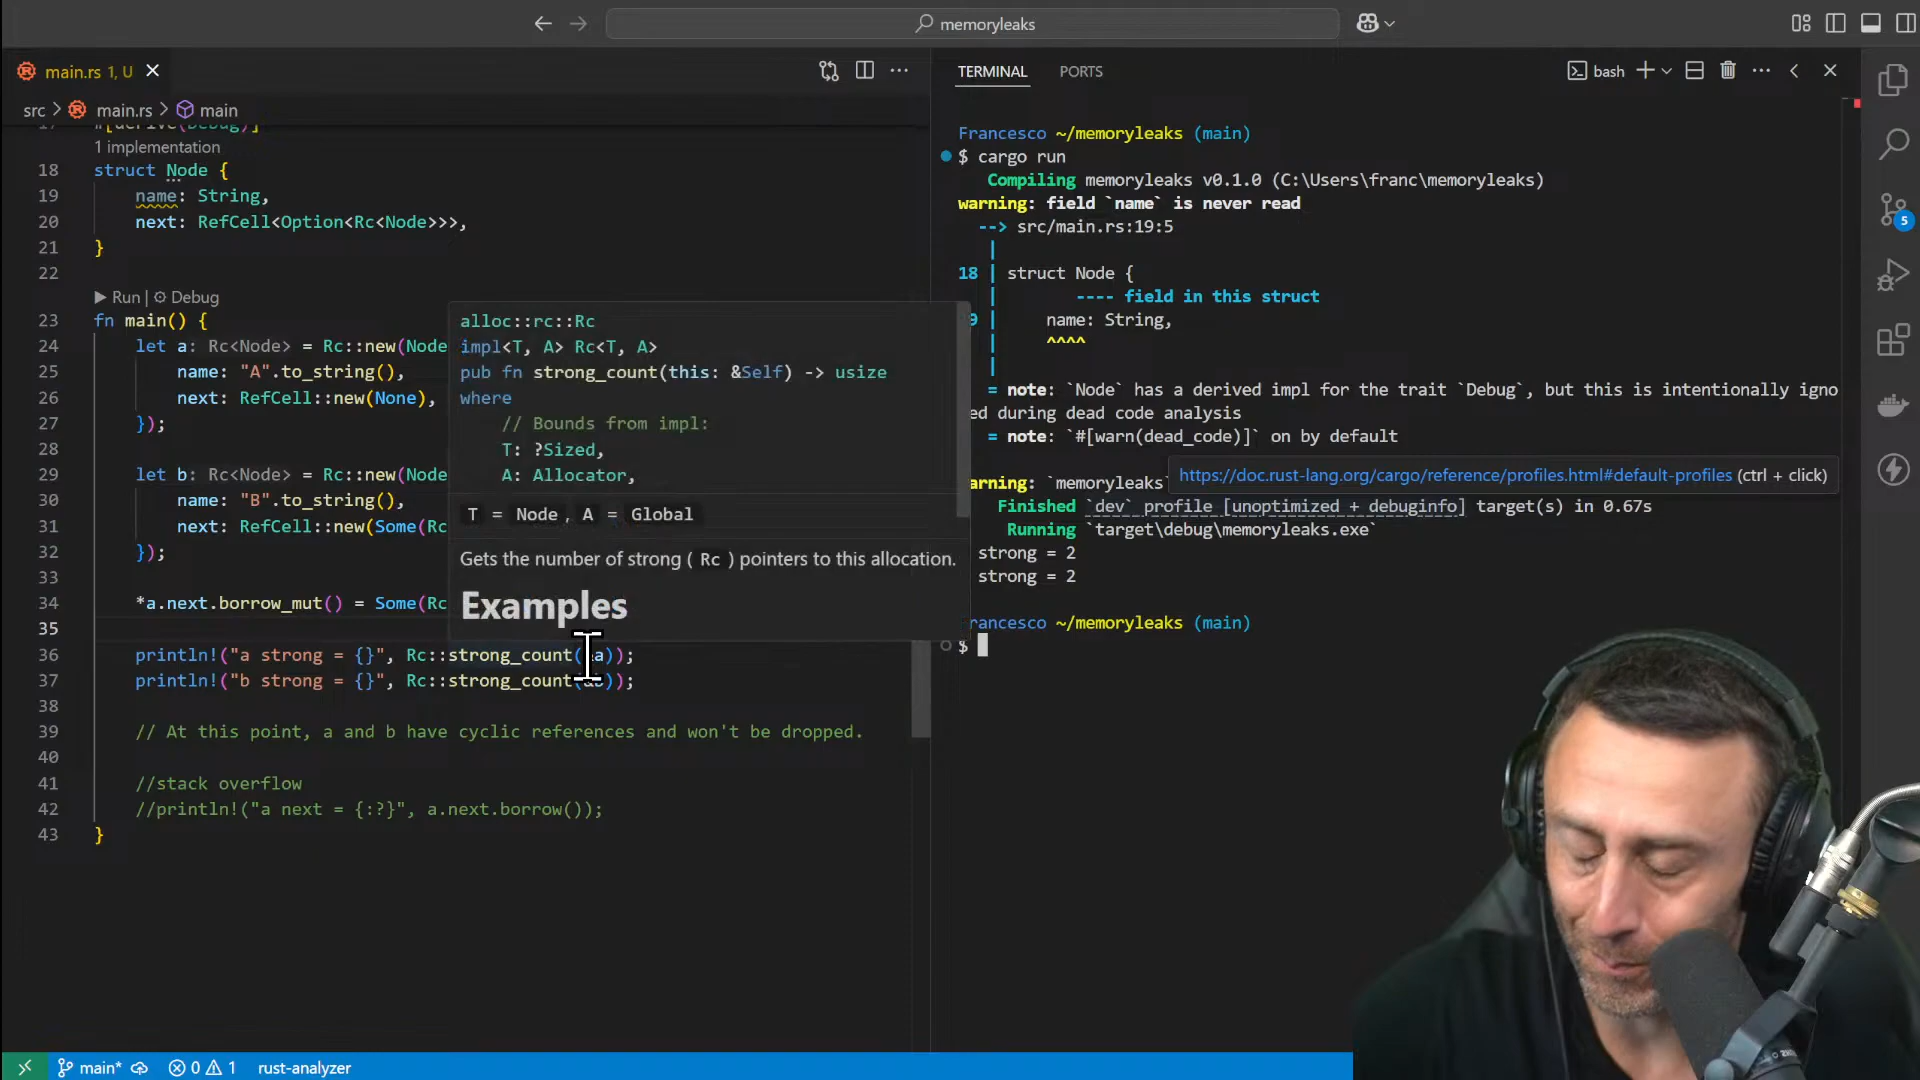 memoryleaks
main.rs 1, U
TERMINAL
PORTS
bash
src > main.rs > main
17 #[derive(Debug)]
1 implementation
18 struct Node {
19 name: String,
20 next: RefCell<Option<Rc<Node>>>,
21 }
22
Run | Debug
23 fn main() {
24 let a: Rc<Node> = Rc::new(Node
25 name: "A".to_string(),
26 next: RefCell::new(None),
27 });
28
29 let b: Rc<Node> = Rc::new(Node
30 name: "B".to_string(),
31 next: RefCell::new(Some(Rc
32 });
33
34 *a.next.borrow_mut() = Some(Rc
35
36 println!("a strong = {}", Rc::strong_count(&a));
37 println!("b strong = {}", Rc::strong_count(&b));
38
39 // At this point, a and b have cyclic references and won't be dropped.
40
41 //stack overflow
42 //println!("a next = {:?}", a.next.borrow());
43 }
alloc::rc::Rc
impl<T, A> Rc<T, A>
pub fn strong_count(this: &Self) -> usize
where
// Bounds from impl:
T: ?Sized,
A: Allocator,
T = Node, A = Global
Gets the number of strong ( Rc ) pointers to this allocation.
Examples
Francesco ~/memoryleaks (main)
$ cargo run
Compiling memoryleaks v0.1.0 (C:\Users\franc\memoryleaks)
warning: field `name` is never read
--> src/main.rs:19:5
|
18 | struct Node {
| ---- field in this struct
9 | name: String,
| ^^^^
|
= note: `Node` has a derived impl for the trait `Debug`, but this is intentionally igno
ed during dead code analysis
= note: `#[warn(dead_code)]` on by default
https://doc.rust-lang.org/cargo/reference/profiles.html#default-profiles (ctrl + click)
arning: `memoryleaks`
Finished `dev` profile [unoptimized + debuginfo] target(s) in 0.67s
Running `target\debug\memoryleaks.exe`
strong = 2
strong = 2
rancesco ~/memoryleaks (main)
$
5
main* 0 1 rust-analyzer